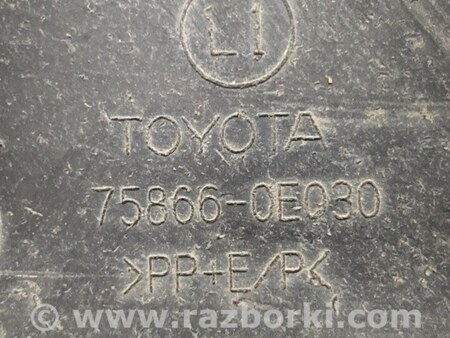 L1
TOYOTA
75866-0E030
>PP+E/P<
www.razborki.com